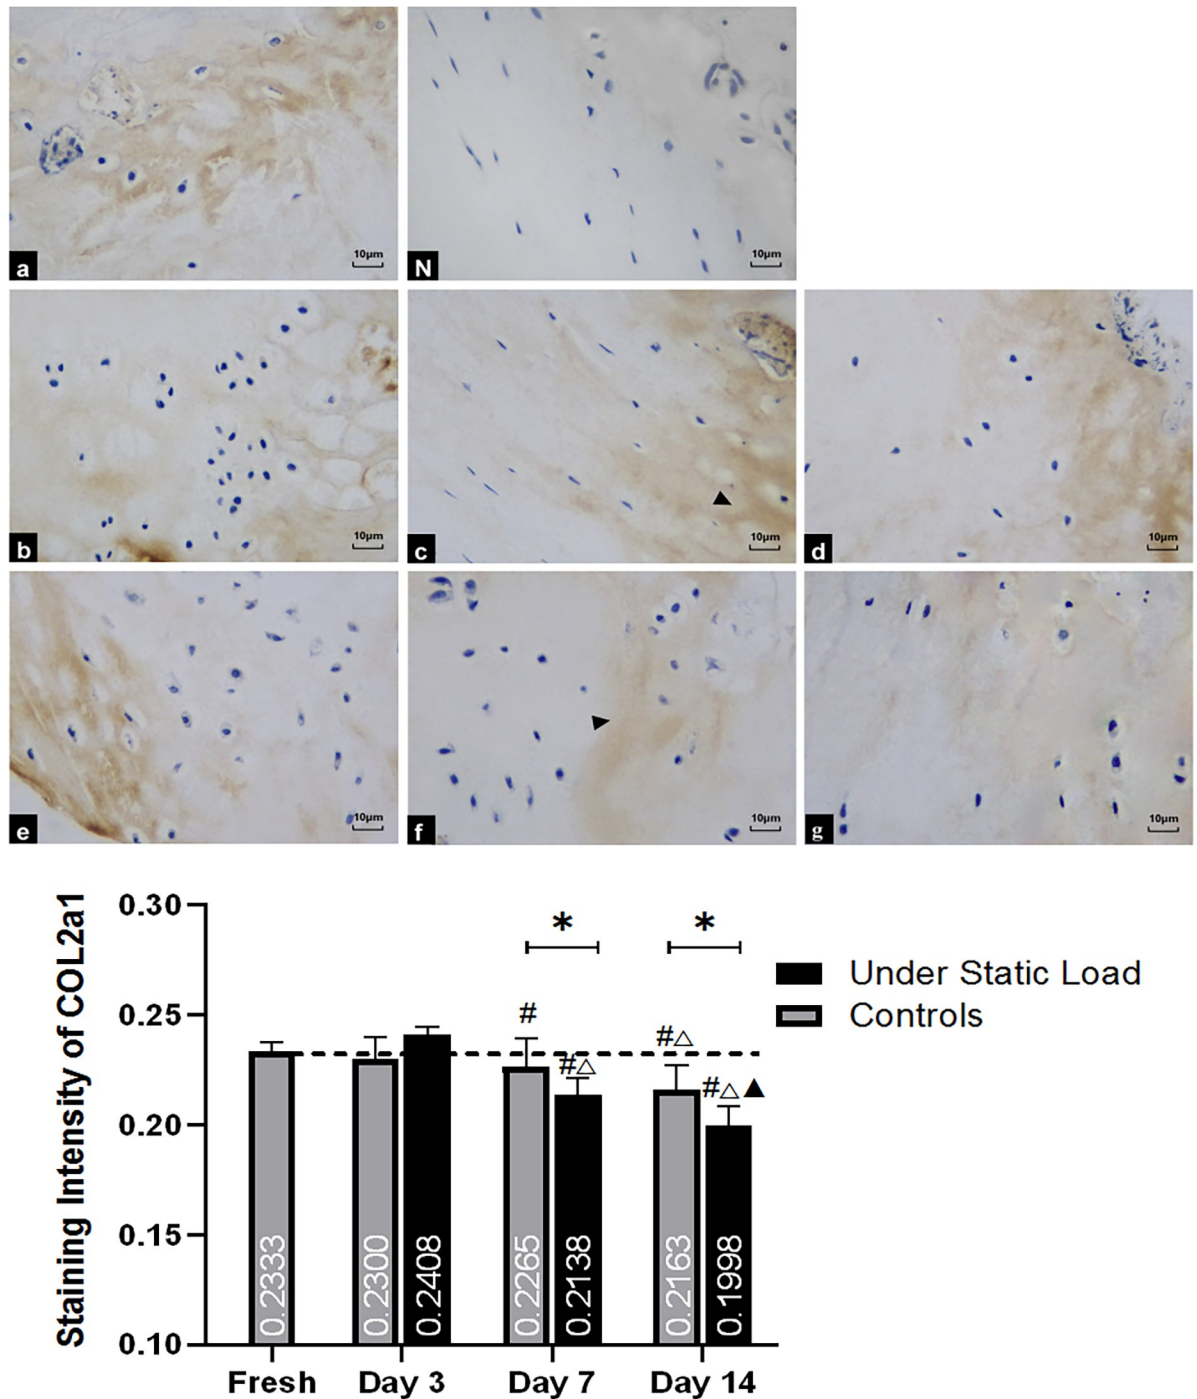 a
10μm
N
10μm
b
10μm
c
10μm
d
10μm
e
10μm
f
10μm
g
10μm
Staining Intensity of COL2a1
0.30
0.25
0.20
0.15
0.10
* *
# #△ #△ #△▲
Under Static Load
Controls
0.2333
0.2300
0.2408
0.2265
0.2138
0.2163
0.1998
Fresh Day 3 Day 7 Day 14